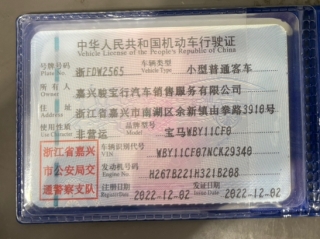 中华人民共和国机动车行驶证
Vehicle License of the People's Republic of China
号牌号码 浙FDW2565 车辆类型 小型普通客车
Plate No. Vehicle Type
所有人 嘉兴骏宝行汽车销售服务有限公司
Owner
住址 浙江省嘉兴市南湖区余新镇山拳路3910号
Address
使用性质 非营运 品牌型号 宝马WBY11CF0
Use Character Model
浙江省嘉兴 车辆识别代号 WBY11CF07NCK29340
VIN
市公安局交 发动机号码 H267B221H321B208
Engine No.
通警察支队 注册日期 2022-12-02 发证日期 2022-12-02
Register Date Issue Date